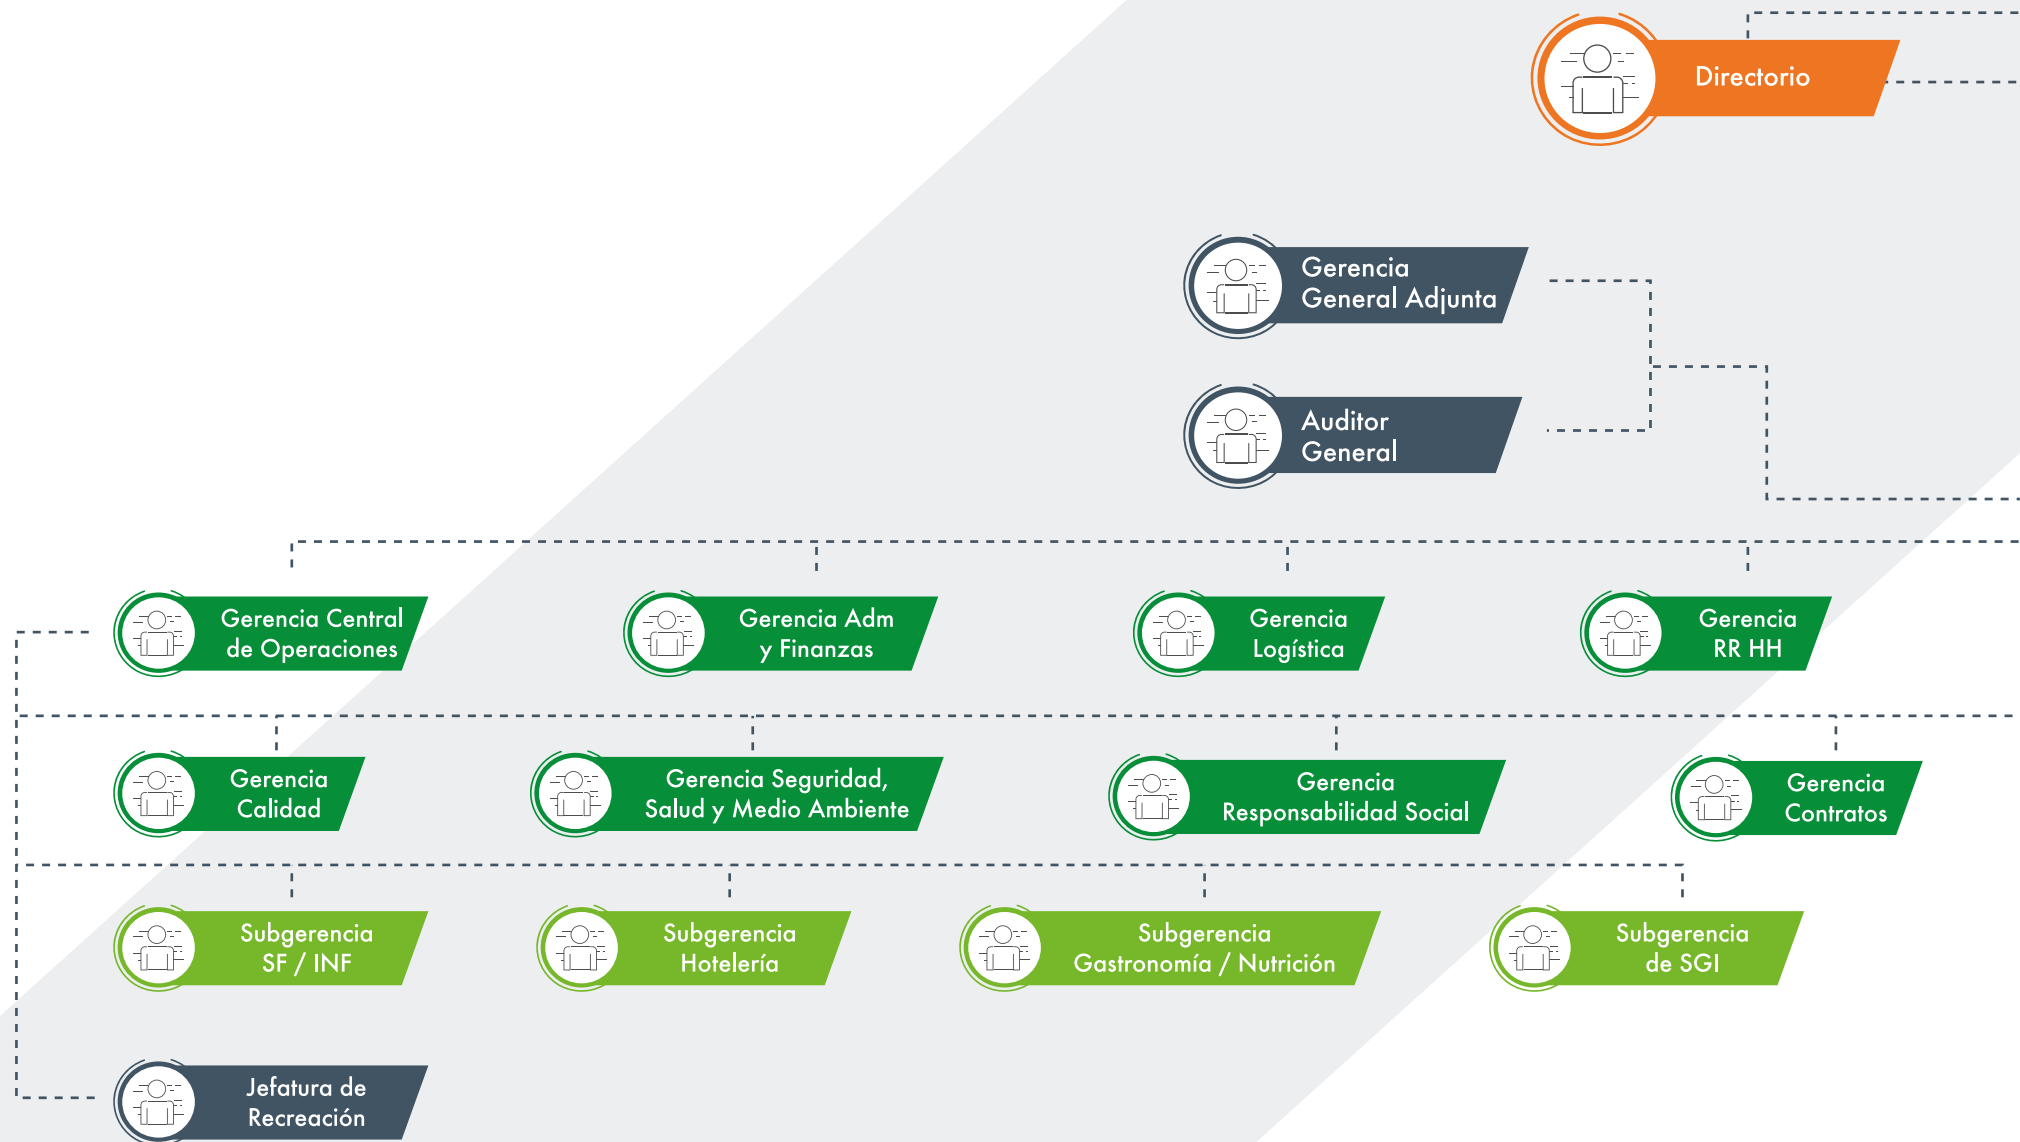 Directorio
Gerencia
General Adjunta
Auditor
General
Gerencia Central
de Operaciones
Gerencia Adm
y Finanzas
Gerencia
Logística
Gerencia
RR HH
Gerencia
Calidad
Gerencia Seguridad,
Salud y Medio Ambiente
Gerencia
Responsabilidad Social
Gerencia
Contratos
Subgerencia
SF / INF
Subgerencia
Hotelería
Subgerencia
Gastronomía / Nutrición
Subgerencia
de SGI
Jefatura de
Recreación